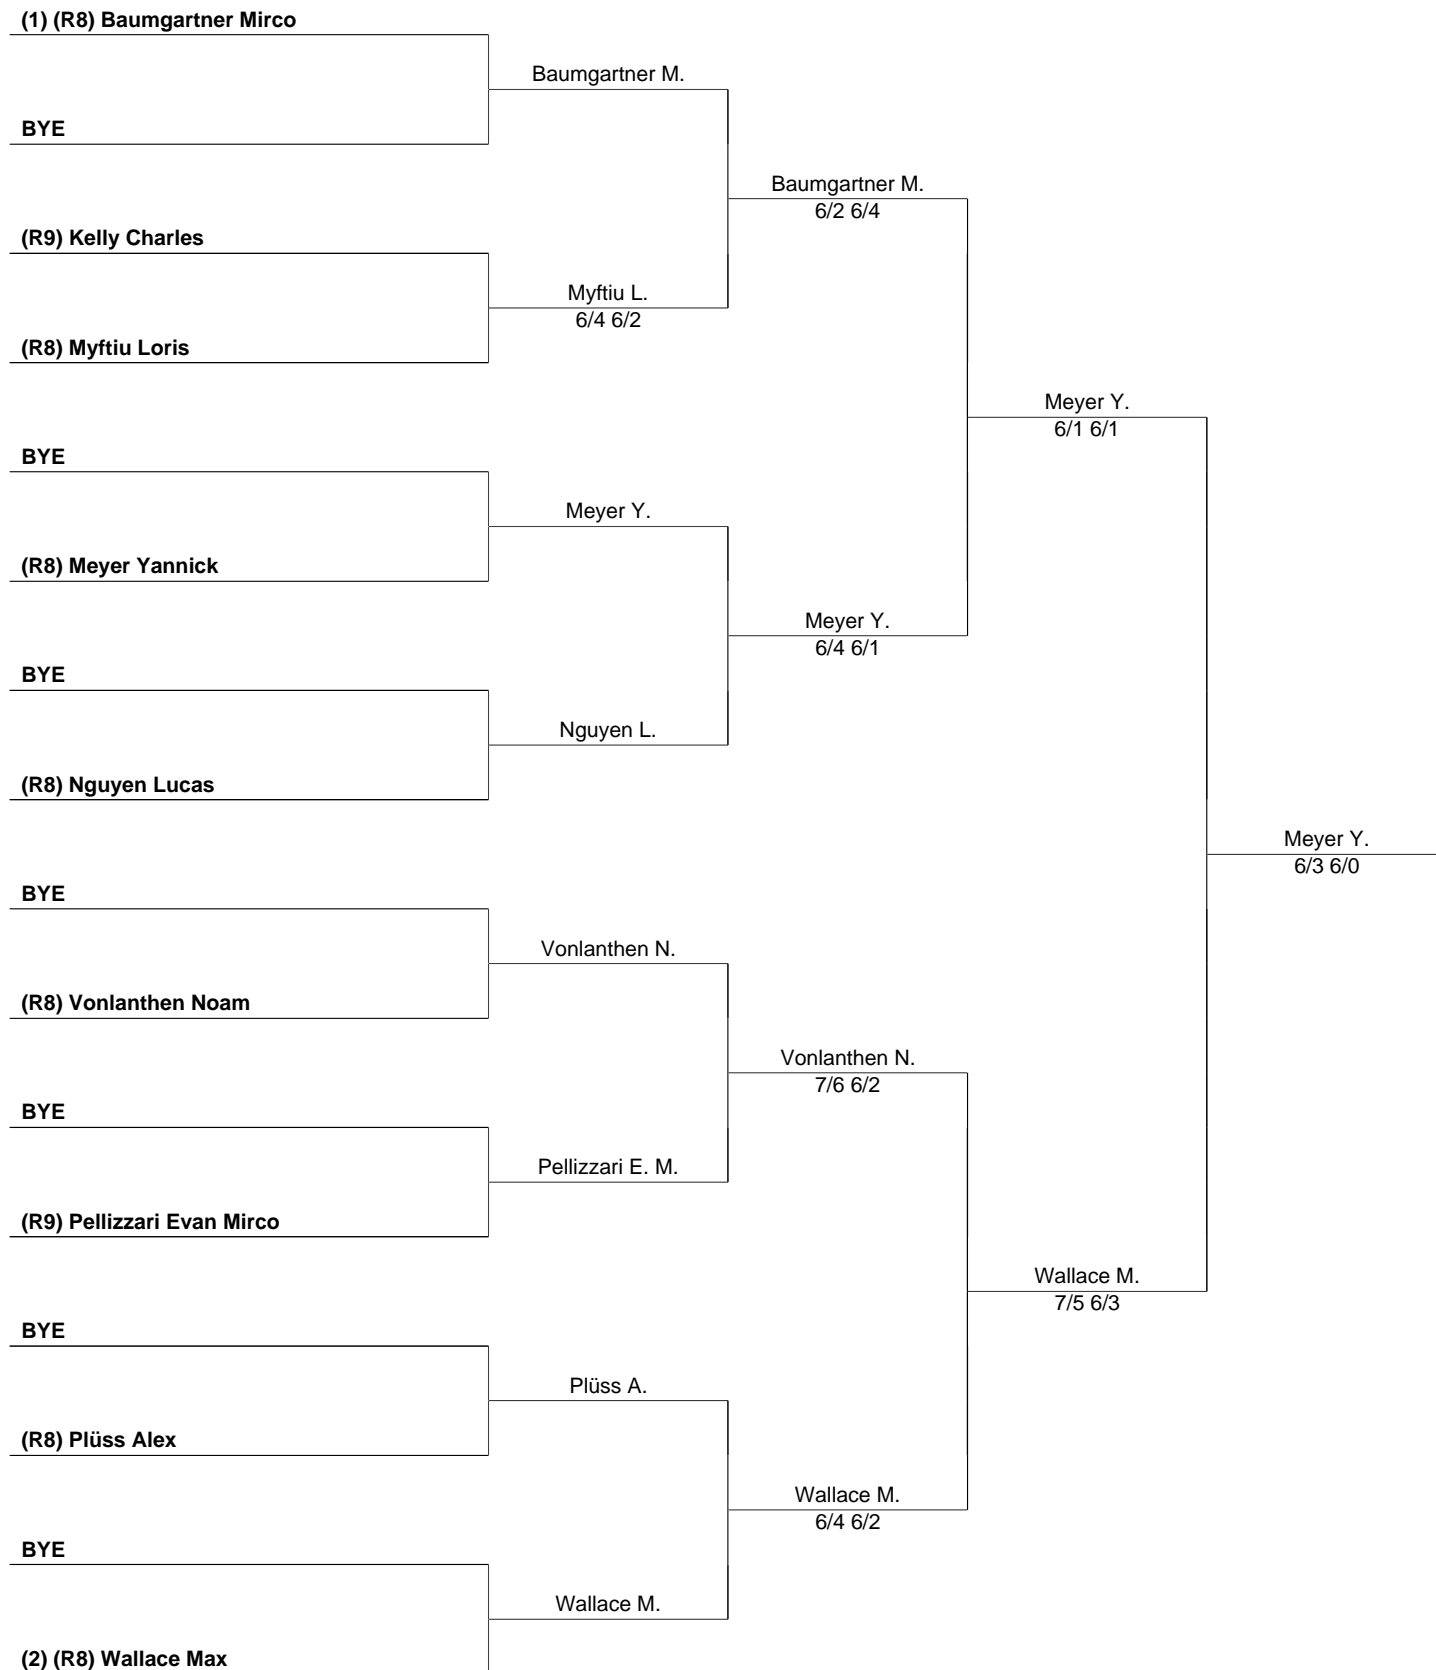 (1) (R8) Baumgartner Mirco
Baumgartner M.
BYE
Baumgartner M.
6/2 6/4
(R9) Kelly Charles
Myftiu L.
6/4 6/2
(R8) Myftiu Loris
Meyer Y.
6/1 6/1
BYE
Meyer Y.
(R8) Meyer Yannick
Meyer Y.
6/4 6/1
BYE
Nguyen L.
(R8) Nguyen Lucas
Meyer Y.
6/3 6/0
BYE
Vonlanthen N.
(R8) Vonlanthen Noam
Vonlanthen N.
7/6 6/2
BYE
Pellizzari E. M.
(R9) Pellizzari Evan Mirco
Wallace M.
7/5 6/3
BYE
Plüss A.
(R8) Plüss Alex
Wallace M.
6/4 6/2
BYE
Wallace M.
(2) (R8) Wallace Max